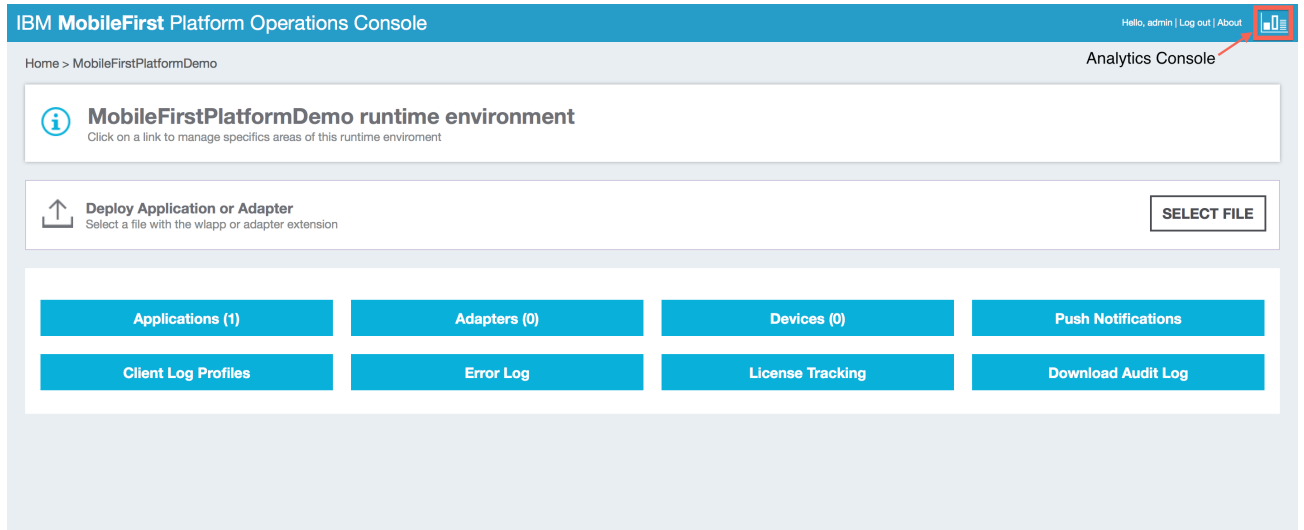 IBM MobileFirst Platform Operations Console
Hello, admin | Log out | About
Analytics Console
Home > MobileFirstPlatformDemo
MobileFirstPlatformDemo runtime environment
Click on a link to manage specifics areas of this runtime enviroment
Deploy Application or Adapter
Select a file with the wlapp or adapter extension
SELECT FILE
Applications (1)
Adapters (0)
Devices (0)
Push Notifications
Client Log Profiles
Error Log
License Tracking
Download Audit Log